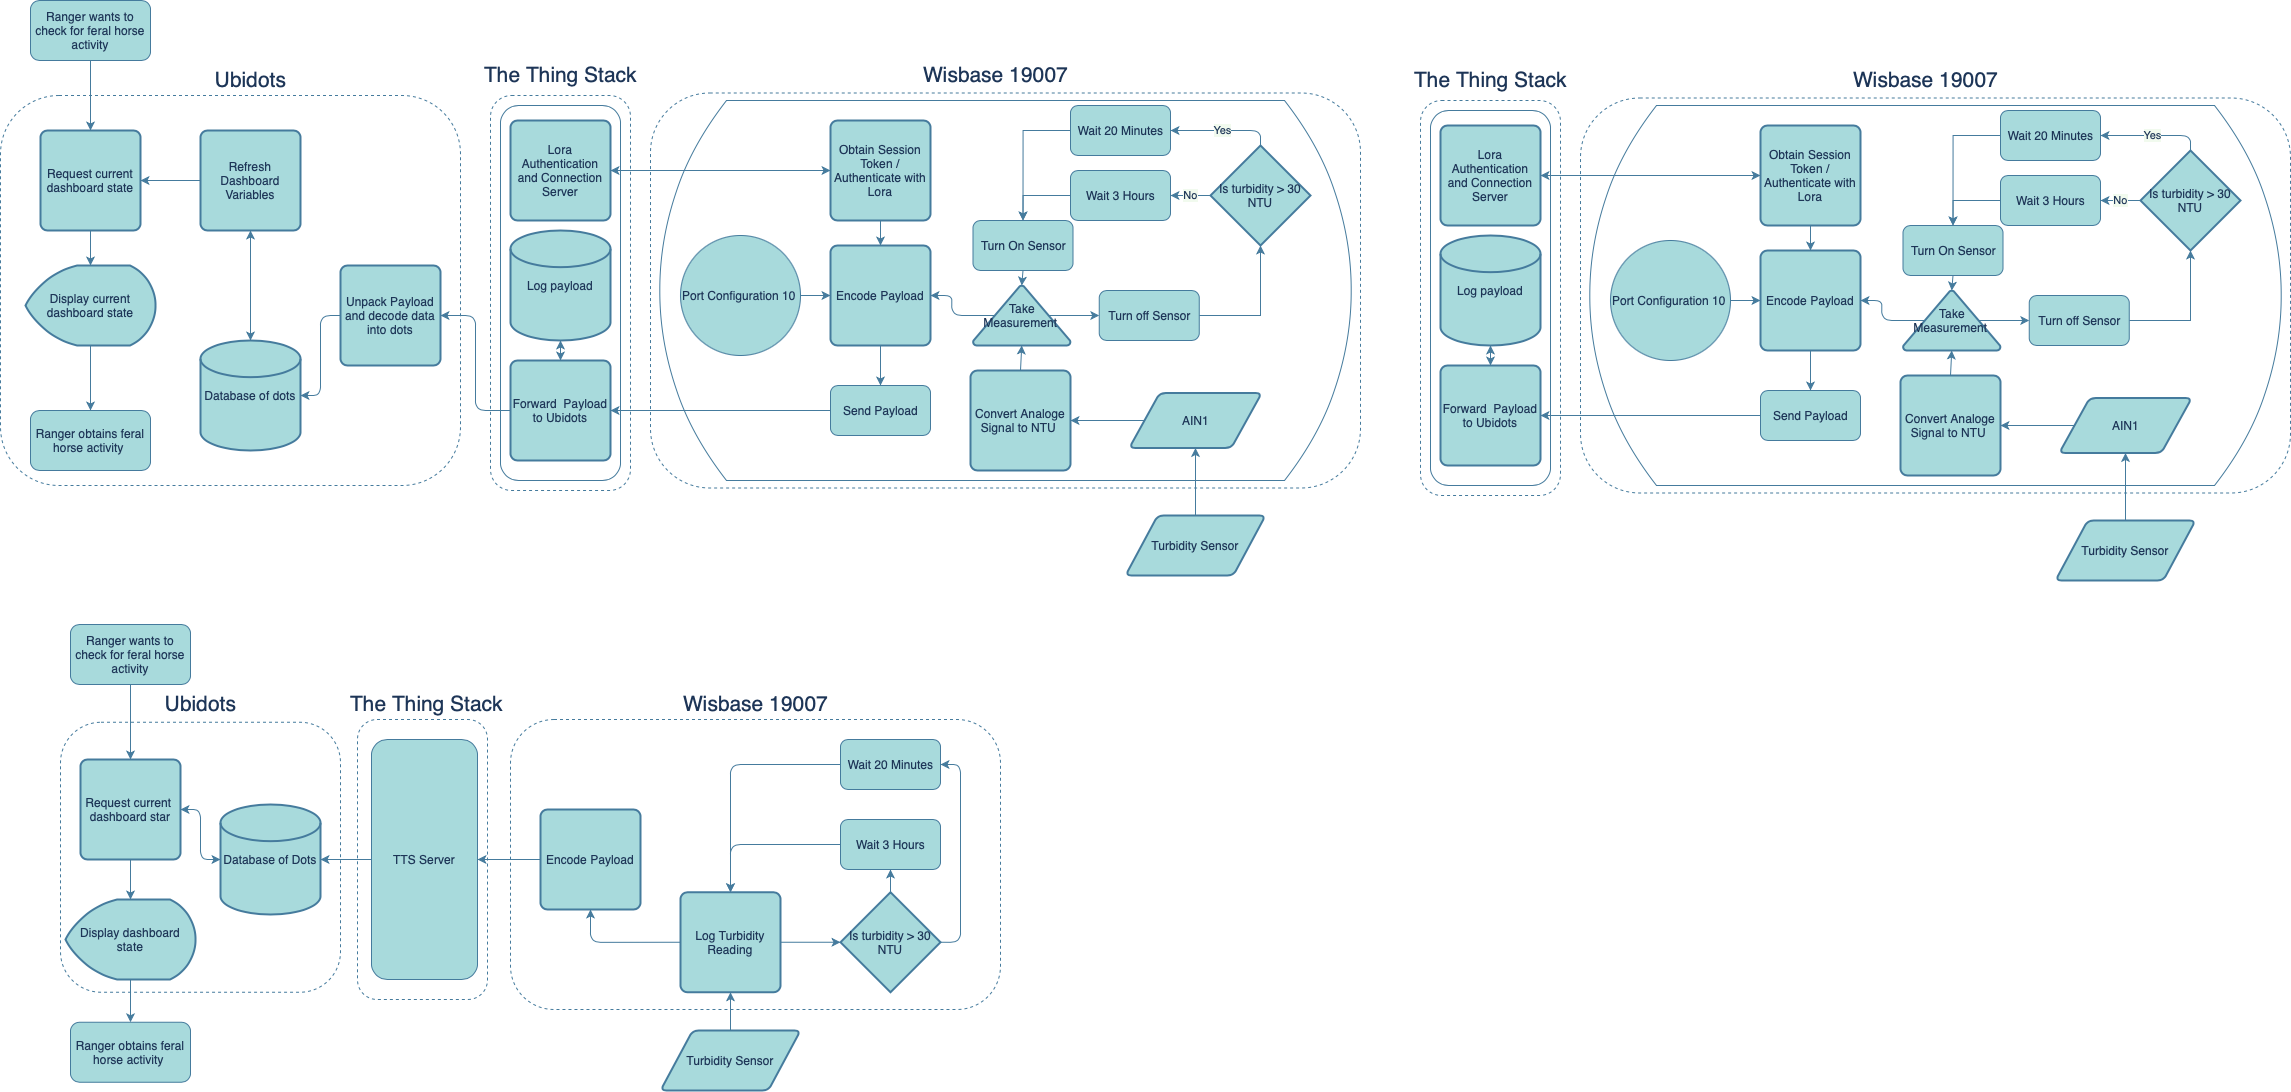 Ranger wants to
check for feral horse
activity
Ubidots
Request current
dashboard state
Refresh
Dashboard
Variables
Display current
dashboard state
Unpack Payload
and decode data
into dots
Database of dots
Ranger obtains feral
horse activity
The Thing Stack
Lora
Authentication
and Connection
Server
Log payload
Forward Payload
to Ubidots
Wisbase 19007
Obtain Session
Token /
Authenticate with
Lora
Wait 20 Minutes
Yes
Wait 3 Hours
No
Is turbidity > 30
NTU
Turn On Sensor
Port Configuration 10
Encode Payload
Take
Measurement
Turn off Sensor
Send Payload
Convert Analoge
Signal to NTU
AIN1
Turbidity Sensor
The Thing Stack
Lora
Authentication
and Connection
Server
Log payload
Forward Payload
to Ubidots
Wisbase 19007
Obtain Session
Token /
Authenticate with
Lora
Wait 20 Minutes
Yes
Wait 3 Hours
No
Is turbidity > 30
NTU
Turn On Sensor
Port Configuration 10
Encode Payload
Take
Measurement
Turn off Sensor
Send Payload
Convert Analoge
Signal to NTU
AIN1
Turbidity Sensor
Ranger wants to
check for feral horse
activity
Ubidots
Request current
dashboard star
Database of Dots
Display dashboard
state
Ranger obtains feral
horse activity
The Thing Stack
TTS Server
Wisbase 19007
Wait 20 Minutes
Wait 3 Hours
Encode Payload
Log Turbidity
Reading
Is turbidity > 30
NTU
Turbidity Sensor